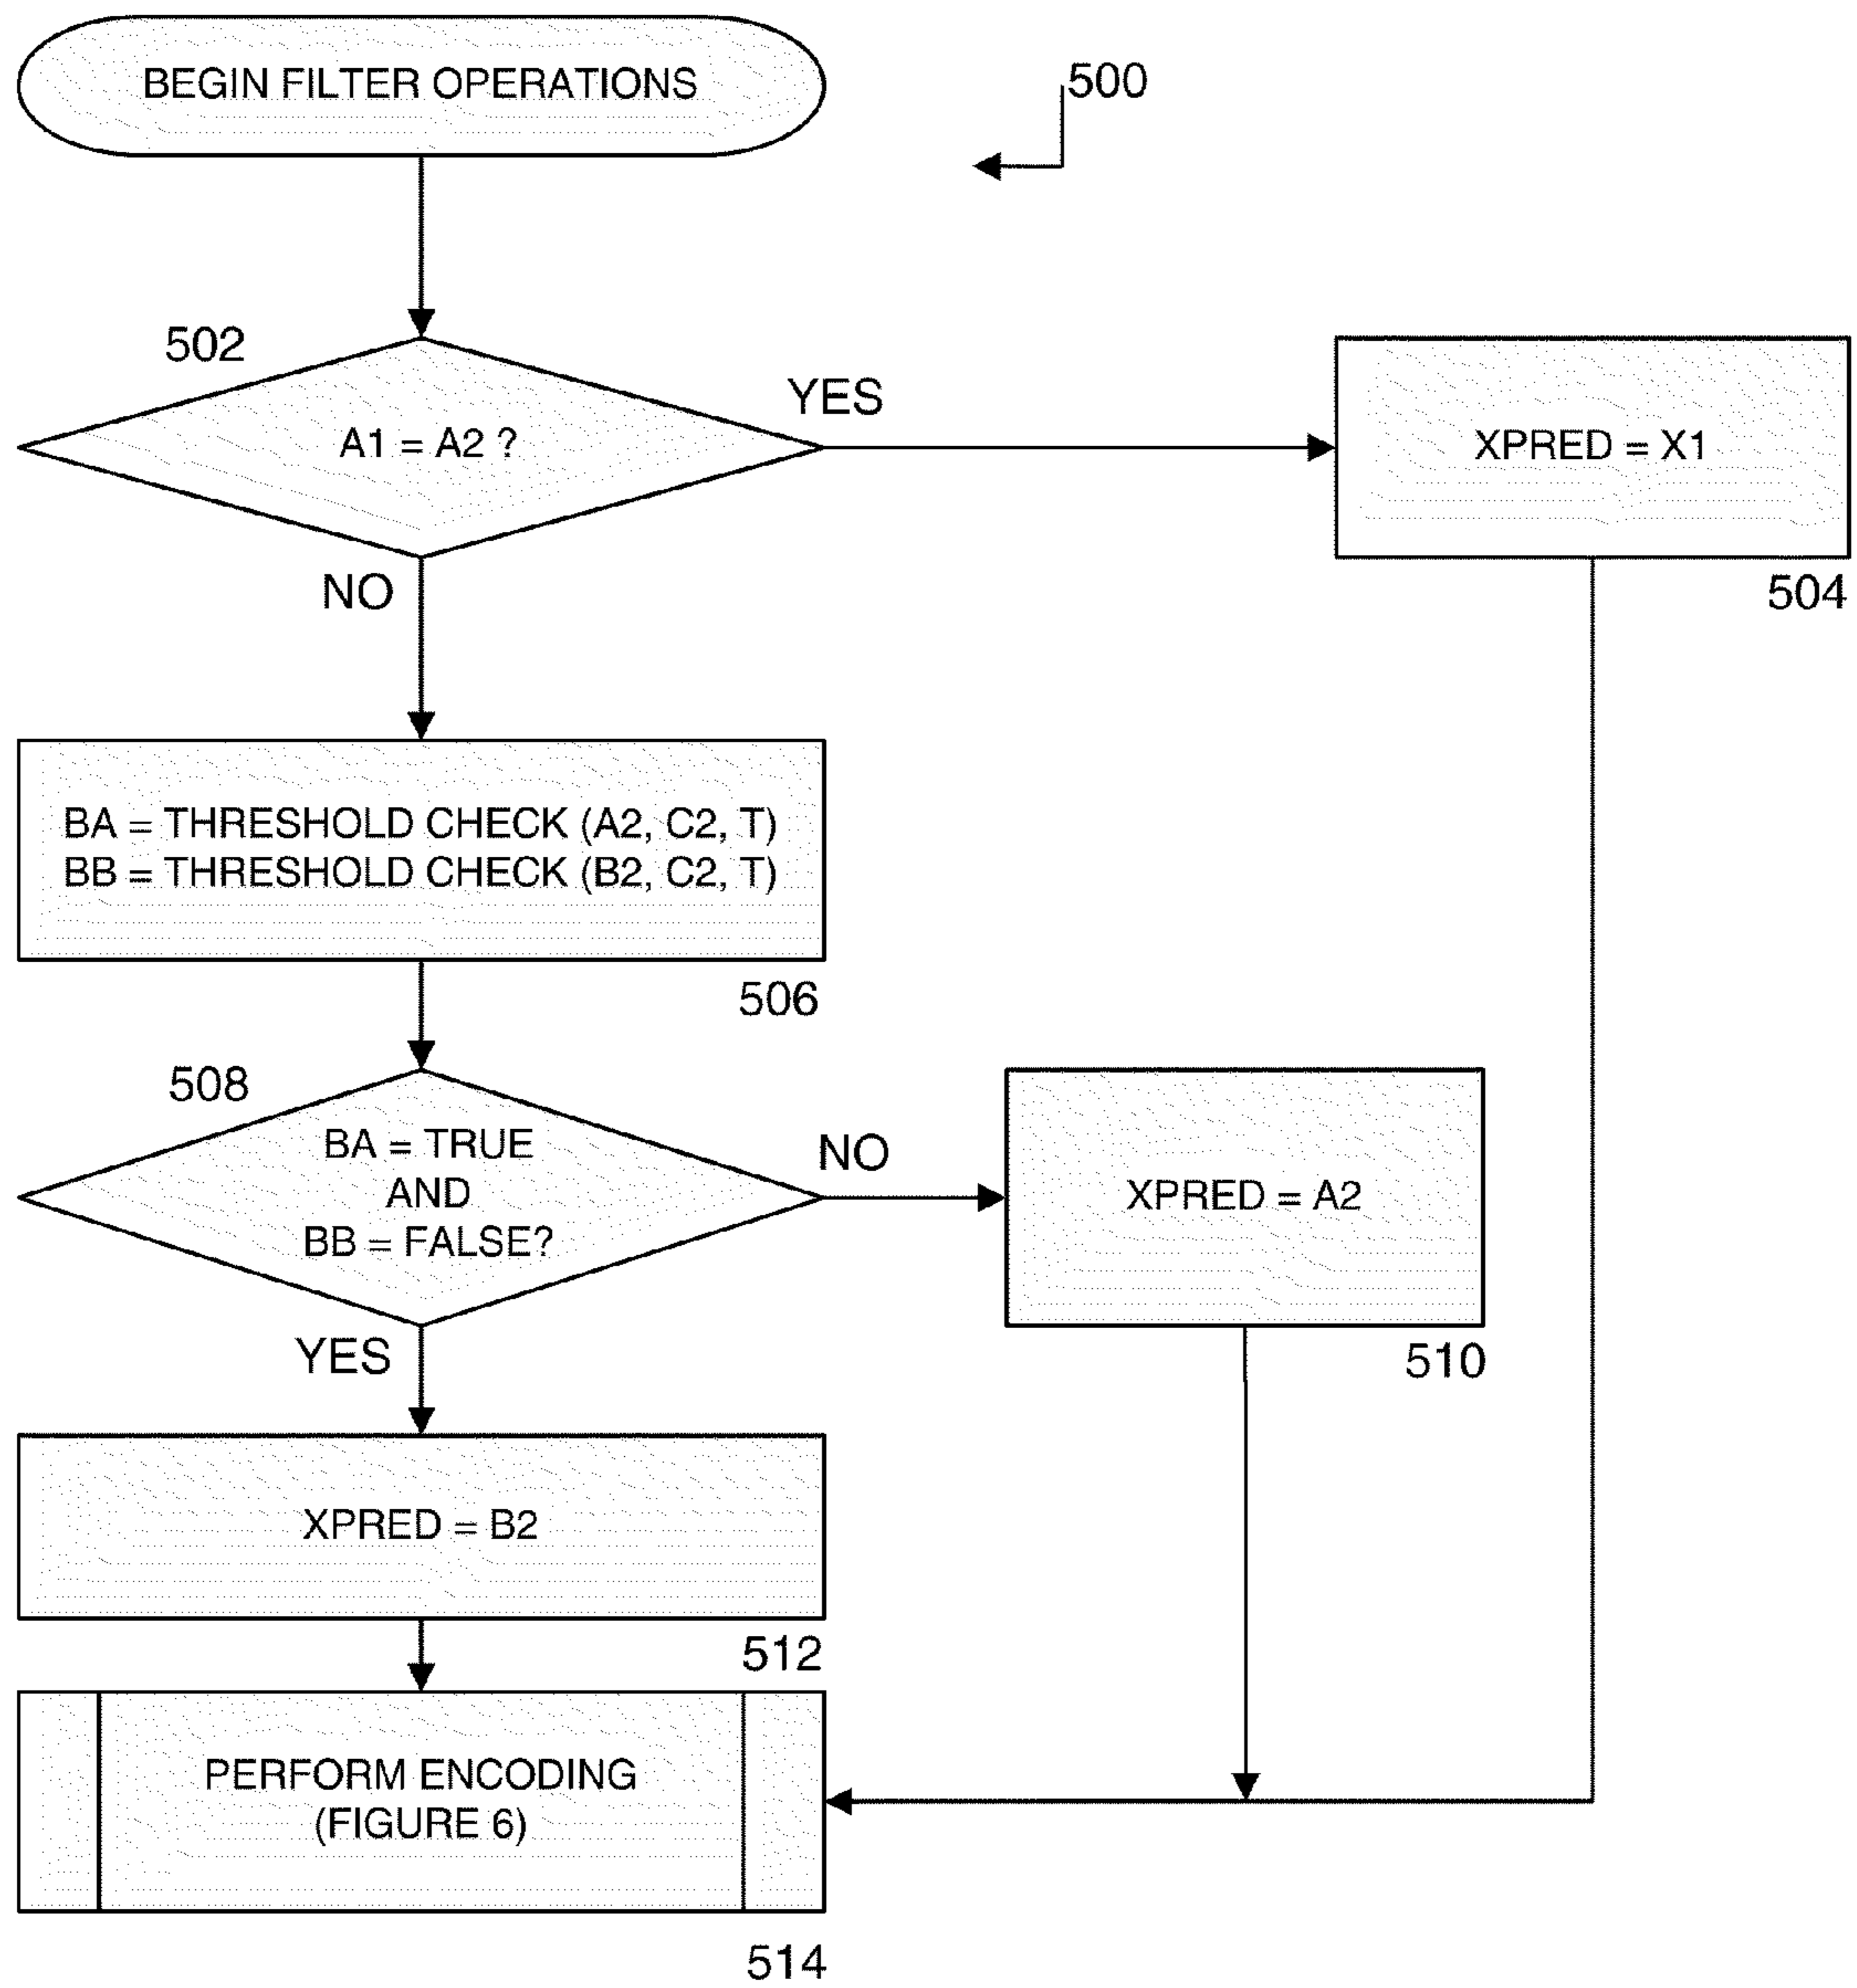 BEGIN FILTER OPERATIONS
500
502
A1 = A2 ?
YES
XPRED = X1
504
NO
BA = THRESHOLD CHECK (A2, C2, T)
BB = THRESHOLD CHECK (B2, C2, T)
506
508
BA = TRUE
AND
BB = FALSE?
NO
XPRED = A2
510
YES
XPRED = B2
512
PERFORM ENCODING
(FIGURE 6)
514